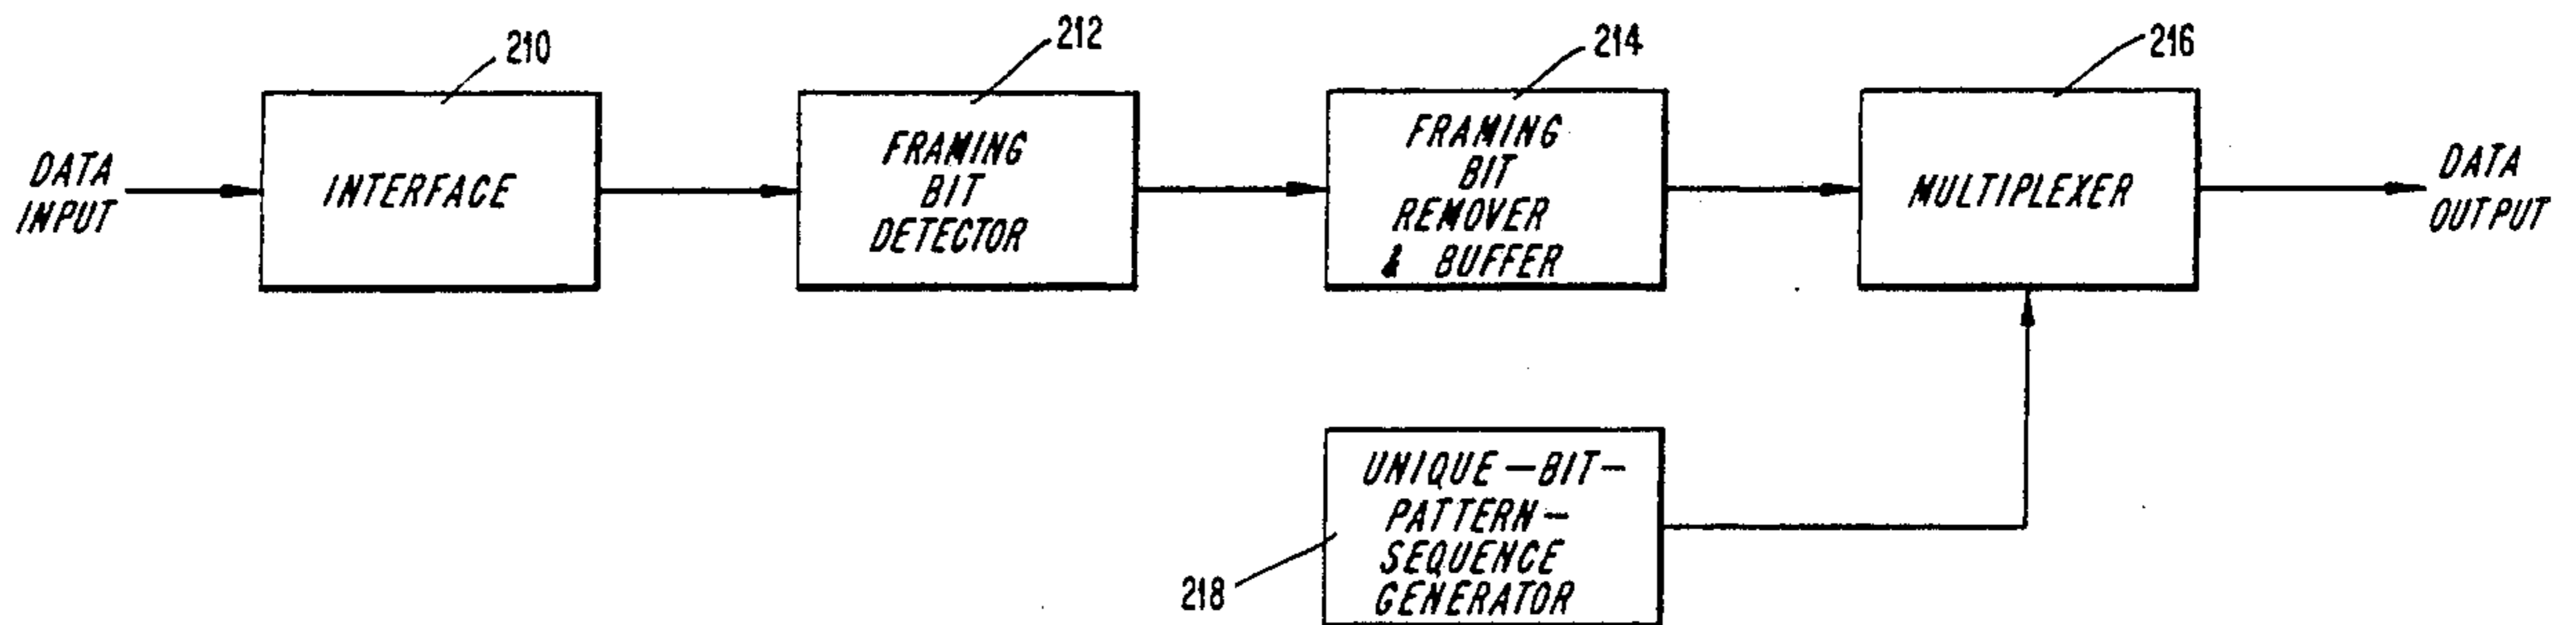 210
212
214
216
DATA
INPUT
INTERFACE
FRAMING
BIT
DETECTOR
FRAMING
BIT
REMOVER
& BUFFER
MULTIPLEXER
DATA
OUTPUT
UNIQUE-BIT-
PATTERN-
SEQUENCE
GENERATOR
218